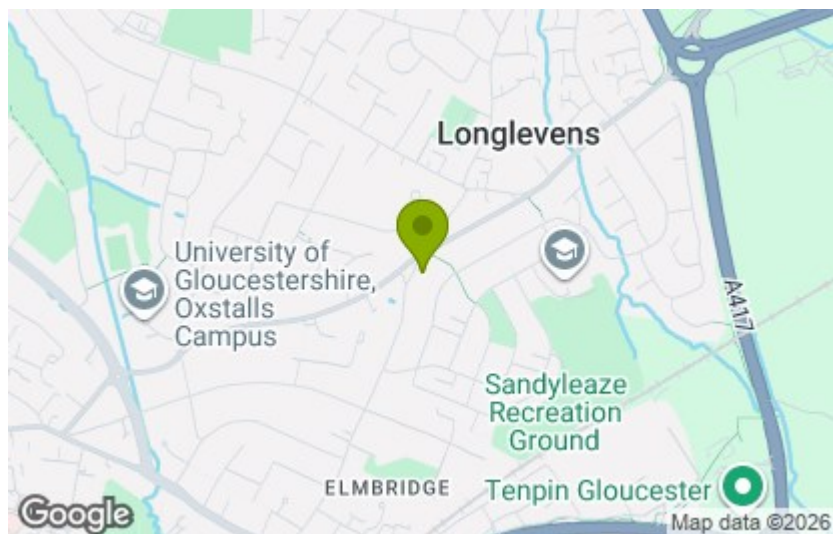 Longlevens
University of
Gloucestershire,
Oxstalls
Campus
A417
Sandyleaze
Recreation
Ground
ELMBRIDGE
Tenpin Gloucester
Google
Map data ©2026